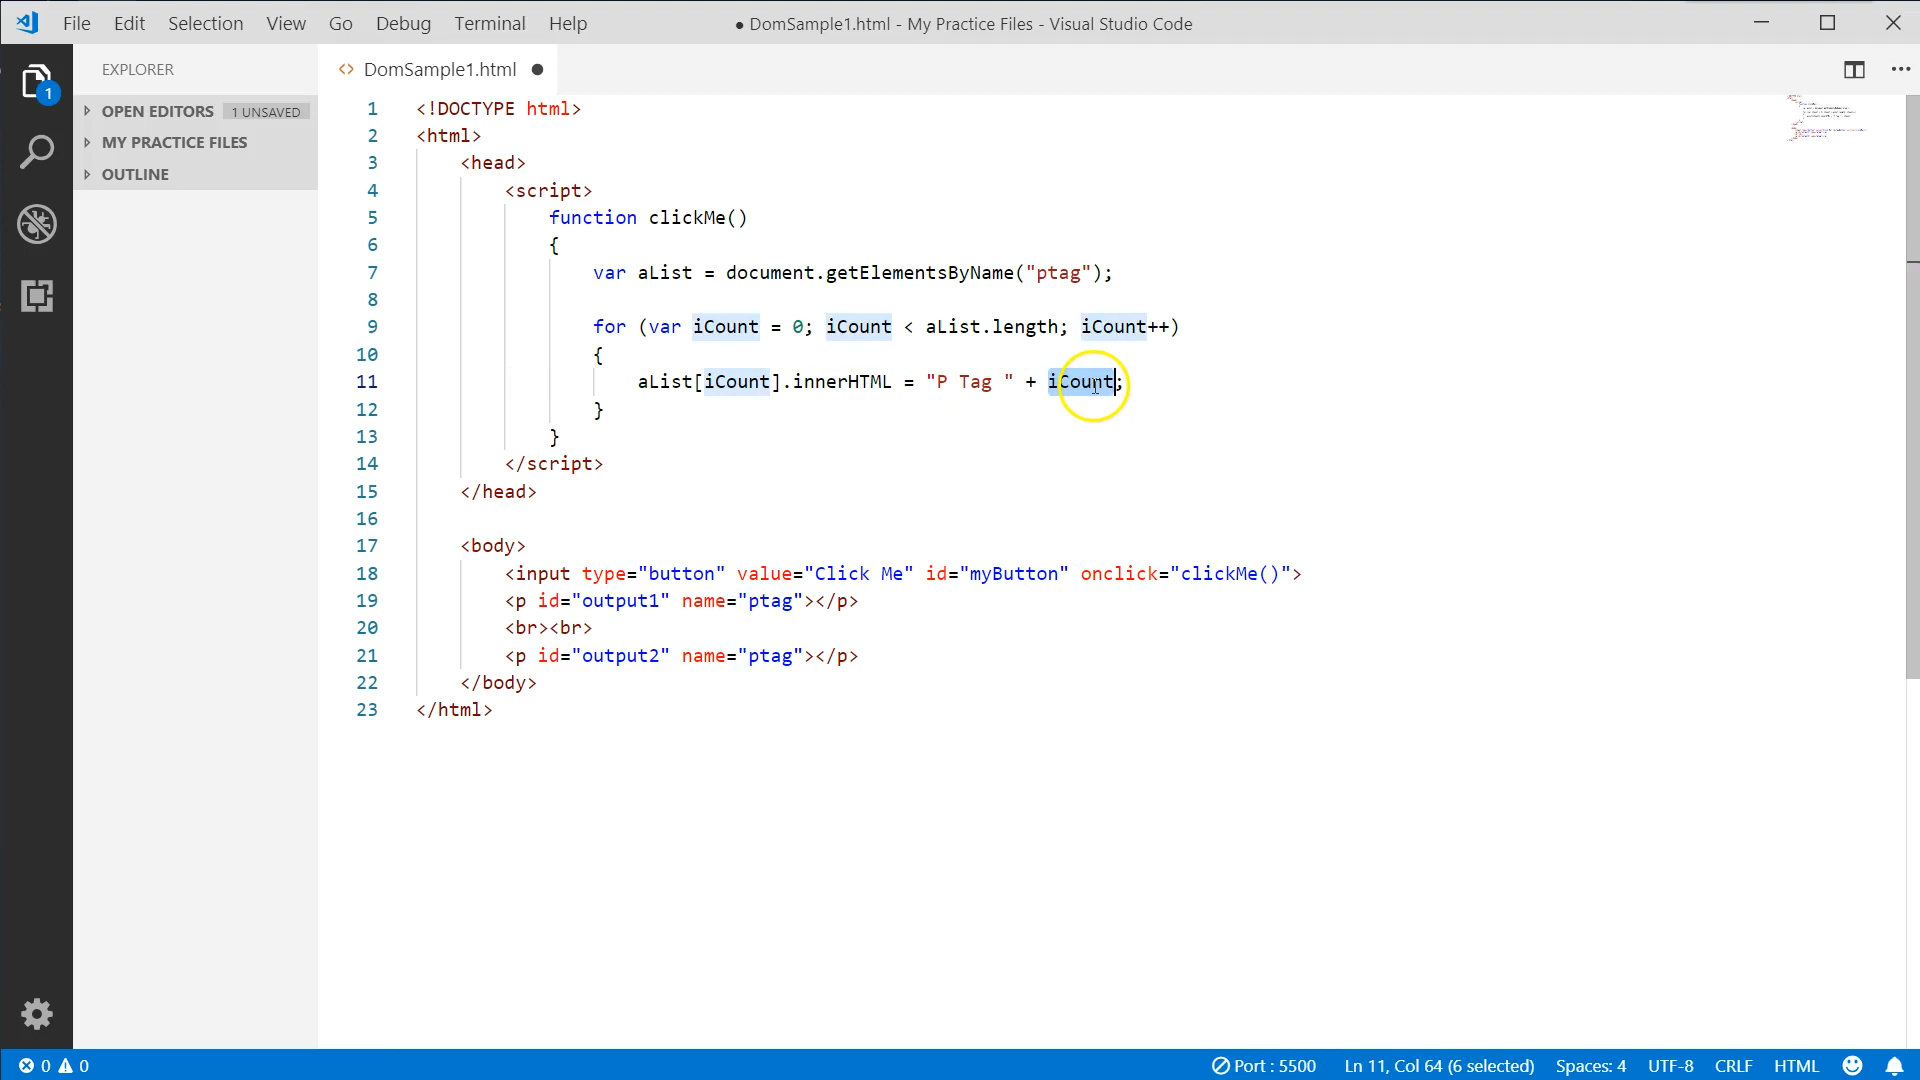 File Edit Selection View Go Debug Terminal Help
● DomSample1.html - My Practice Files - Visual Studio Code
EXPLORER
1
OPEN EDITORS 1 UNSAVED
MY PRACTICE FILES
OUTLINE
<> DomSample1.html ●
1 <!DOCTYPE html>
2 <html>
3 <head>
4 <script>
5 function clickMe()
6 {
7 var aList = document.getElementsByName("ptag");
8
9 for (var iCount = 0; iCount < aList.length; iCount++)
10 {
11 aList[iCount].innerHTML = "P Tag " + iCount;
12 }
13 }
14 </script>
15 </head>
16
17 <body>
18 <input type="button" value="Click Me" id="myButton" onclick="clickMe()">
19 <p id="output1" name="ptag"></p>
20 <br><br>
21 <p id="output2" name="ptag"></p>
22 </body>
23 </html>
0 0 Port : 5500 Ln 11, Col 64 (6 selected) Spaces: 4 UTF-8 CRLF HTML